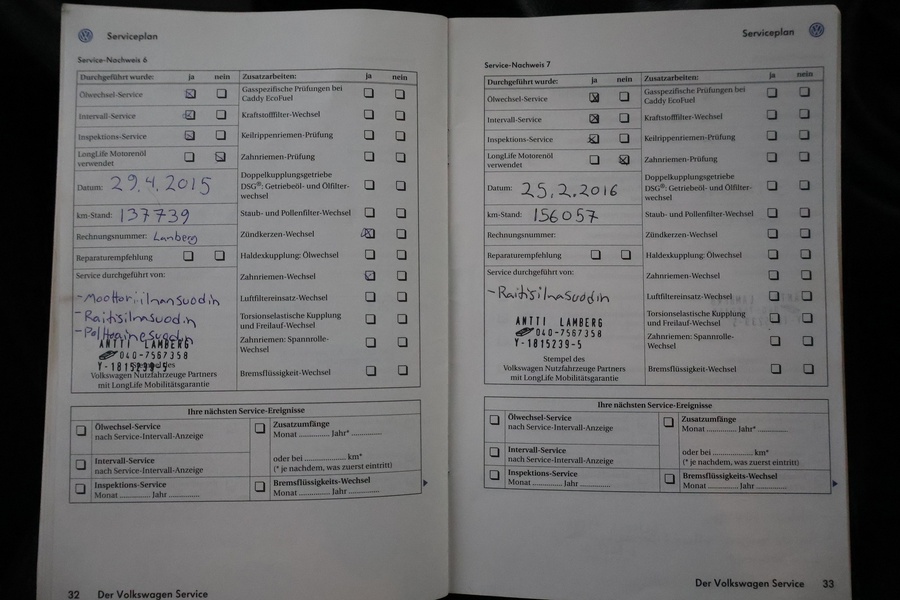 Serviceplan
Service-Nachweis 6
Durchgeführt wurde: ja nein
Ölwechsel-Service
Intervall-Service
Inspektions-Service
LongLife Motorenöl
verwendet
Datum: 29.4.2015
km-Stand: 137739
Rechnungsnummer: Lamberg
Reparaturempfehlung
Service durchgeführt von:
- Moottoriilmansuodin
- Raitisilmasuodin
- Polttoainesuodin
ANTTI LAMBERG
040-7567358
Y-1815239-5
Stempel des
Volkswagen Nutzfahrzeuge Partners
mit LongLife Mobilitätsgarantie
Zusatzarbeiten: ja nein
Gasspezifische Prüfungen bei
Caddy EcoFuel
Kraftstofffilter-Wechsel
Keilrippenriemen-Prüfung
Zahnriemen-Prüfung
Doppelkupplungsgetriebe
DSG®: Getriebeöl- und Ölfilter-
wechsel
Staub- und Pollenfilter-Wechsel
Zündkerzen-Wechsel
Haldexkupplung: Ölwechsel
Zahnriemen-Wechsel
Luftfiltereinsatz-Wechsel
Torsionselastische Kupplung
und Freilauf-Wechsel
Zahnriemen: Spannrolle-
Wechsel
Bremsflüssigkeit-Wechsel
Ihre nächsten Service-Ereignisse
Ölwechsel-Service
nach Service-Intervall-Anzeige
Intervall-Service
nach Service-Intervall-Anzeige
Inspektion-Service
Monat ............ Jahr ............
Zusatzumfänge
Monat ............ Jahr* ............
oder bei ................ km*
(* je nachdem, was zuerst eintritt)
Bremsflüssigkeits-Wechsel
Monat ............ Jahr ............
32 Der Volkswagen Service
Serviceplan
Service-Nachweis 7
Durchgeführt wurde: ja nein
Ölwechsel-Service
Intervall-Service
Inspektions-Service
LongLife Motorenöl
verwendet
Datum: 25.2.2016
km-Stand: 156057
Rechnungsnummer:
Reparaturempfehlung
Service durchgeführt von:
- Raitisilmasuodin
ANTTI LAMBERG
040-7567358
Y-1815239-5
Stempel des
Volkswagen Nutzfahrzeuge Partners
mit LongLife Mobilitätsgarantie
Zusatzarbeiten: ja nein
Gasspezifische Prüfungen bei
Caddy EcoFuel
Kraftstofffilter-Wechsel
Keilrippenriemen-Prüfung
Zahnriemen-Prüfung
Doppelkupplungsgetriebe
DSG®: Getriebeöl- und Ölfilter-
wechsel
Staub- und Pollenfilter-Wechsel
Zündkerzen-Wechsel
Haldexkupplung: Ölwechsel
Zahnriemen-Wechsel
Luftfiltereinsatz-Wechsel
Torsionselastische Kupplung
und Freilauf-Wechsel
Zahnriemen: Spannrolle-
Wechsel
Bremsflüssigkeit-Wechsel
Ihre nächsten Service-Ereignisse
Ölwechsel-Service
nach Service-Intervall-Anzeige
Intervall-Service
nach Service-Intervall-Anzeige
Inspektions-Service
Monat ............ Jahr ............
Zusatzumfänge
Monat ............ Jahr* ............
oder bei ................ km*
(* je nachdem, was zuerst eintritt)
Bremsflüssigkeits-Wechsel
Monat ............ Jahr ............
Der Volkswagen Service 33